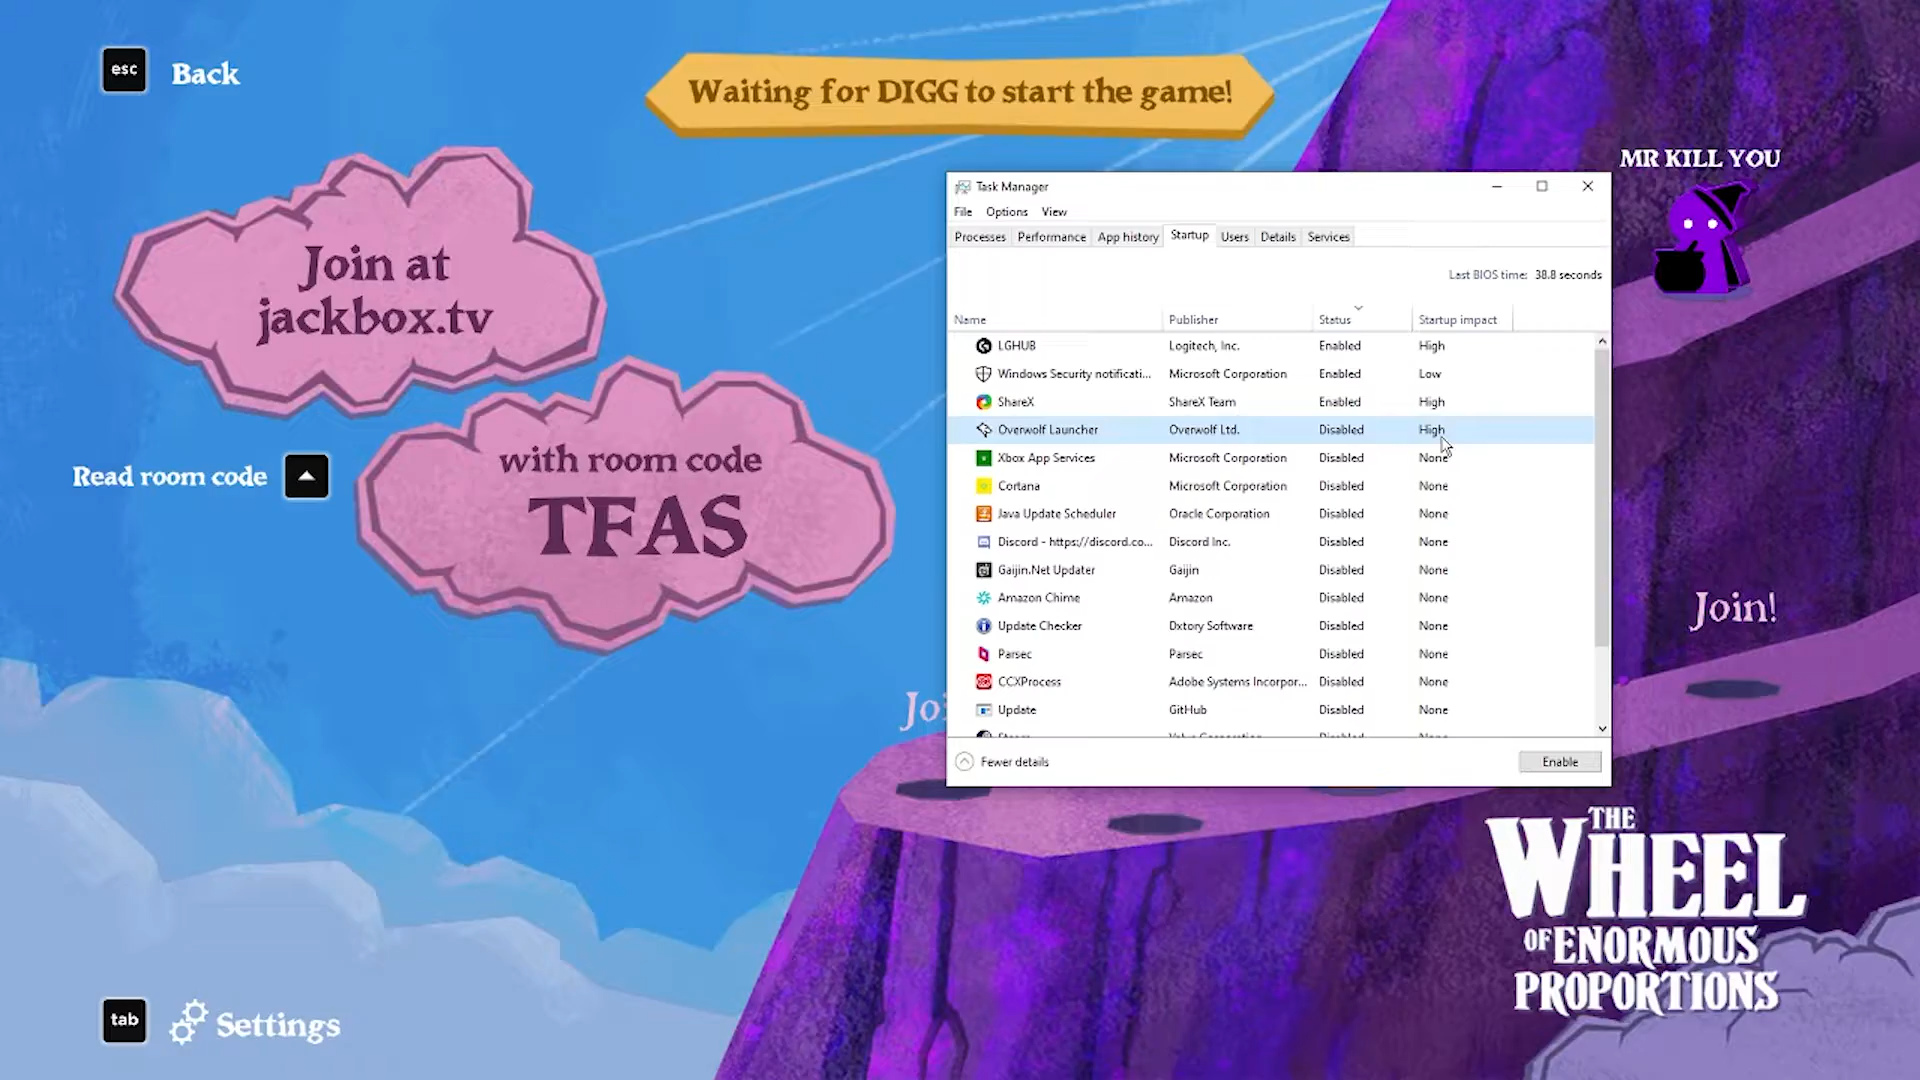 esc Back
Waiting for DIGG to start the game!
MR KILL YOU
Join at
jackbox.tv
with room code
TFAS
Read room code
Task Manager
File Options View
Processes Performance App history Startup Users Details Services
Last BIOS time: 38.8 seconds
Name Publisher Status Startup impact
LGHUB Logitech, Inc. Enabled High
Windows Security notificati... Microsoft Corporation Enabled Low
ShareX ShareX Team Enabled High
Overwolf Launcher Overwolf Ltd. Disabled High
Xbox App Services Microsoft Corporation Disabled None
Cortana Microsoft Corporation Disabled None
Java Update Scheduler Oracle Corporation Disabled None
Discord - https://discord.co... Discord Inc. Disabled None
Gaijin.Net Updater Gaijin Disabled None
Amazon Chime Amazon Disabled None
Update Checker Dxtory Software Disabled None
Parsec Parsec Disabled None
CCXProcess Adobe Systems Incorpor... Disabled None
Update GitHub Disabled None
Fewer details Enable
Join!
Joi
THE
WHEEL
OF ENORMOUS
PROPORTIONS
tab Settings